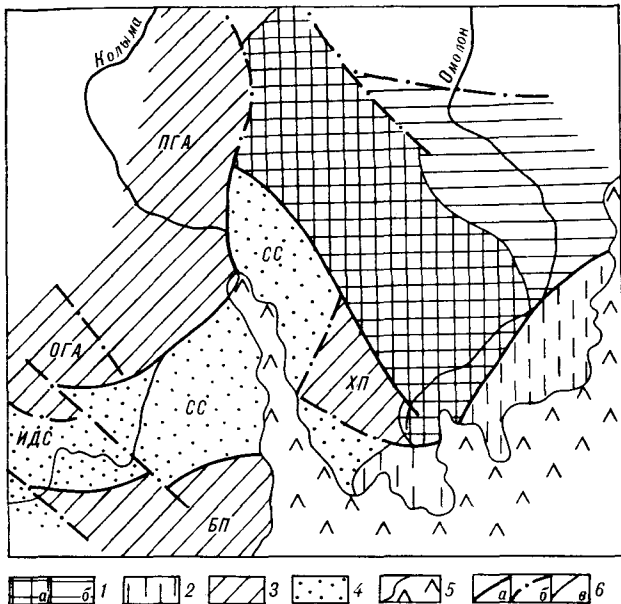 Колыма
Омолон
ПГА
СС
ОГА
ХП
СС
ИДС
БП
а б 1 2 3 4 5 а б в 6